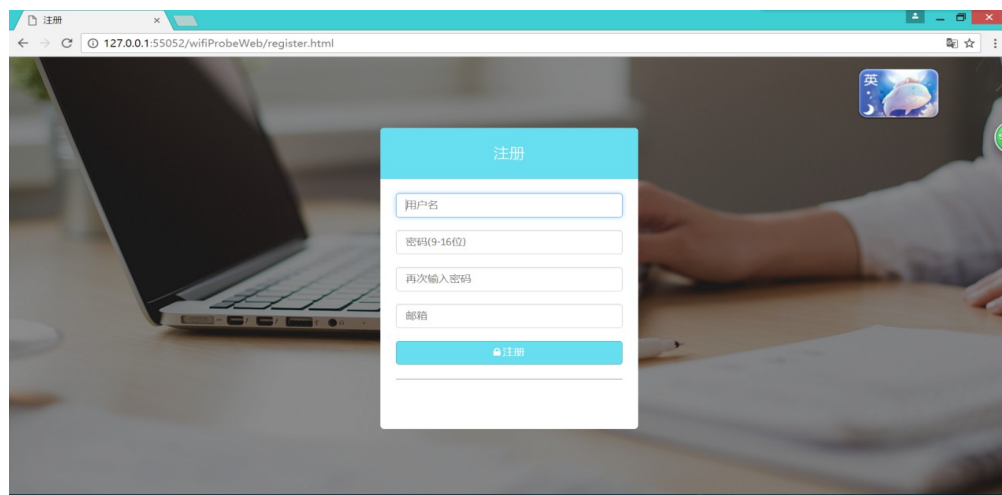 注册
127.0.0.1:55052/wifiProbeWeb/register.html
英
注册
用户名
密码(9-16位)
再次输入密码
邮箱
注册